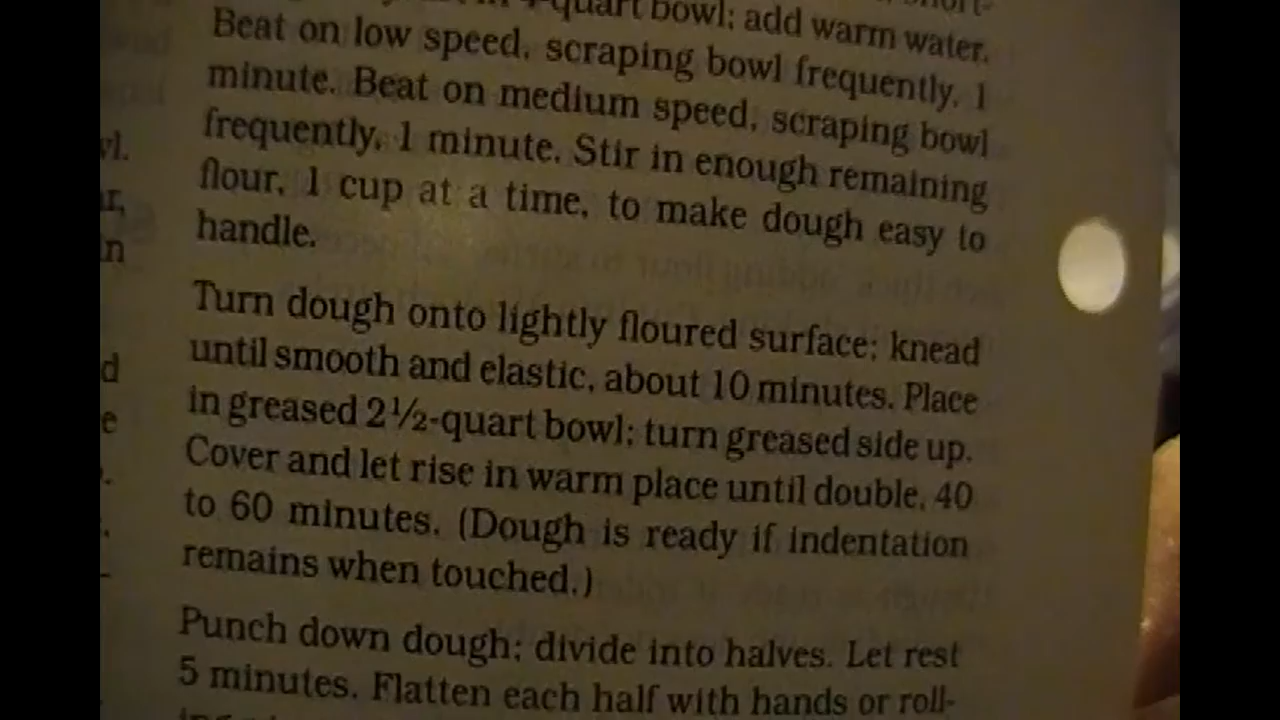 quart bowl; add warm water.
Beat on low speed, scraping bowl frequently, 1
minute. Beat on medium speed, scraping bowl
frequently, 1 minute. Stir in enough remaining
flour, 1 cup at a time, to make dough easy to
handle.
Turn dough onto lightly floured surface; knead
until smooth and elastic, about 10 minutes. Place
in greased 2½-quart bowl; turn greased side up.
Cover and let rise in warm place until double, 40
to 60 minutes. (Dough is ready if indentation
remains when touched.)
Punch down dough; divide into halves. Let rest
5 minutes. Flatten each half with hands or roll-